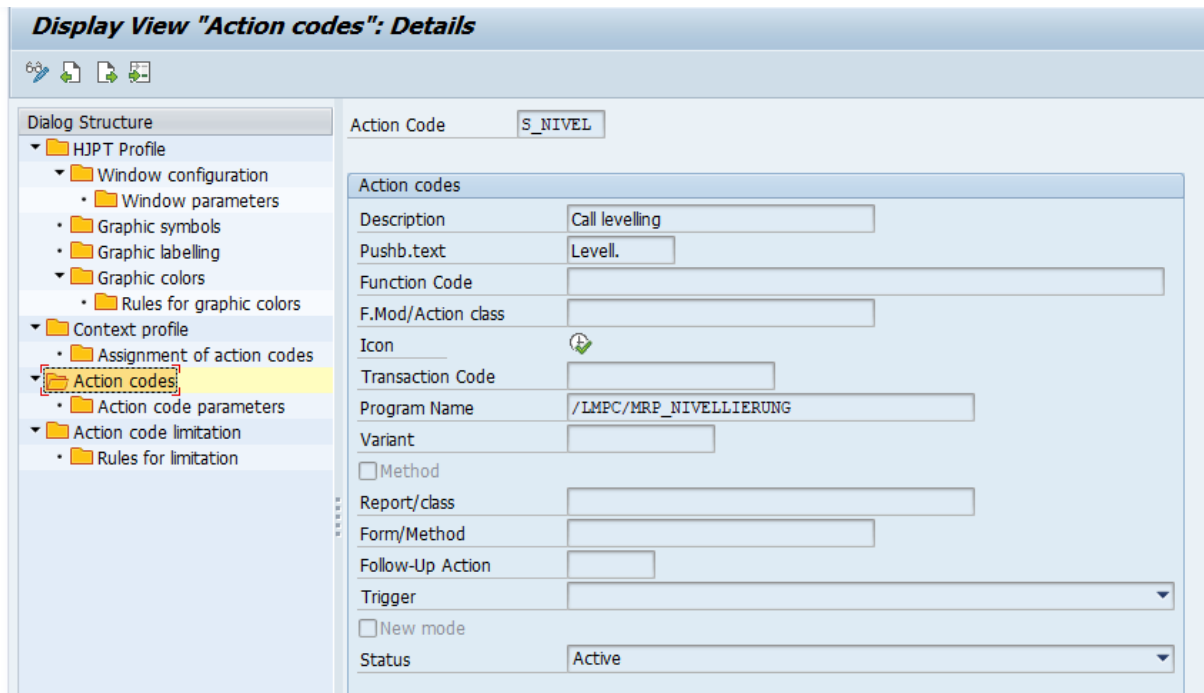 Display View "Action codes": Details
Dialog Structure
HJPT Profile
Window configuration
Window parameters
Graphic symbols
Graphic labelling
Graphic colors
Rules for graphic colors
Context profile
Assignment of action codes
Action codes
Action code parameters
Action code limitation
Rules for limitation
Action Code S_NIVEL
Action codes
Description Call levelling
Pushb.text Levell.
Function Code
F.Mod/Action class
Icon
Transaction Code
Program Name /LMPC/MRP_NIVELLIERUNG
Variant
Method
Report/class
Form/Method
Follow-Up Action
Trigger
New mode
Status Active